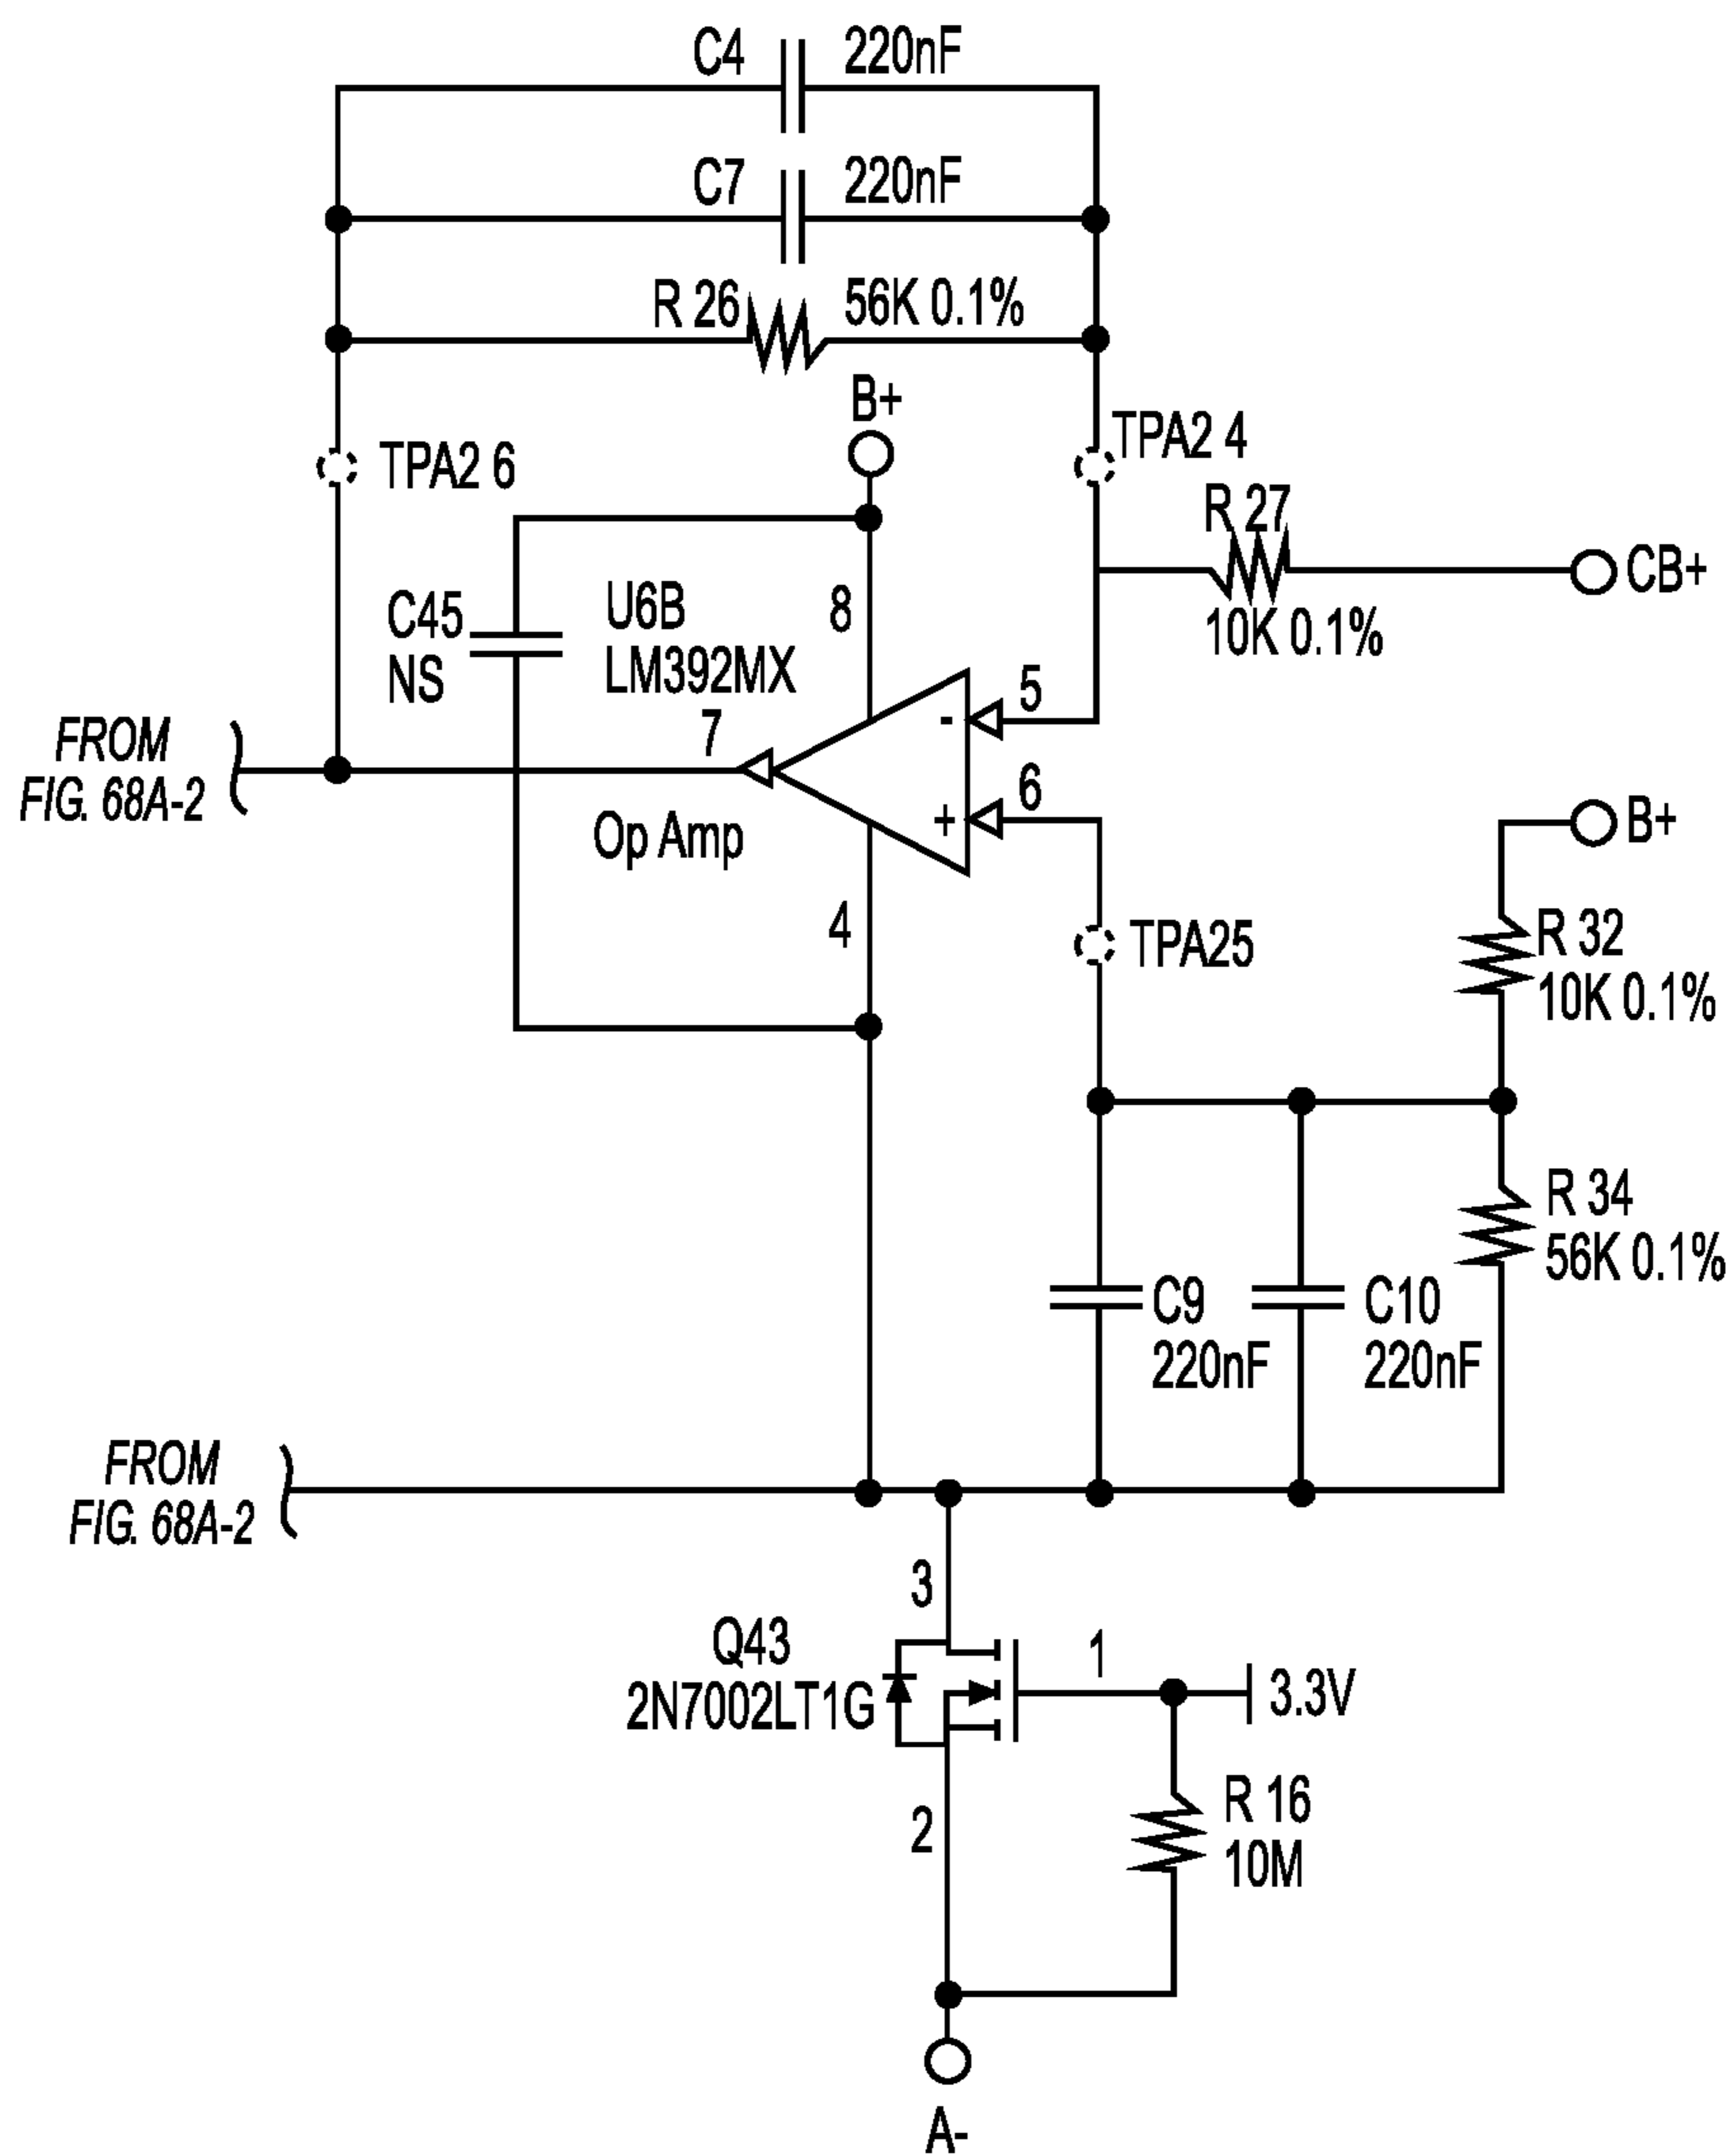 C4 220nF
C7 220nF
R 26 56K 0.1%
B+
TPA2 6
TPA2 4
R 27
10K 0.1%
CB+
C45
NS
U6B
LM392MX
8
7
5
-
6
+
Op Amp
4
FROM
FIG. 68A-2
B+
TPA25
R 32
10K 0.1%
R 34
56K 0.1%
C9
220nF
C10
220nF
FROM
FIG. 68A-2
3
Q43
2N7002LT1G
1
3.3V
2
R 16
10M
A-